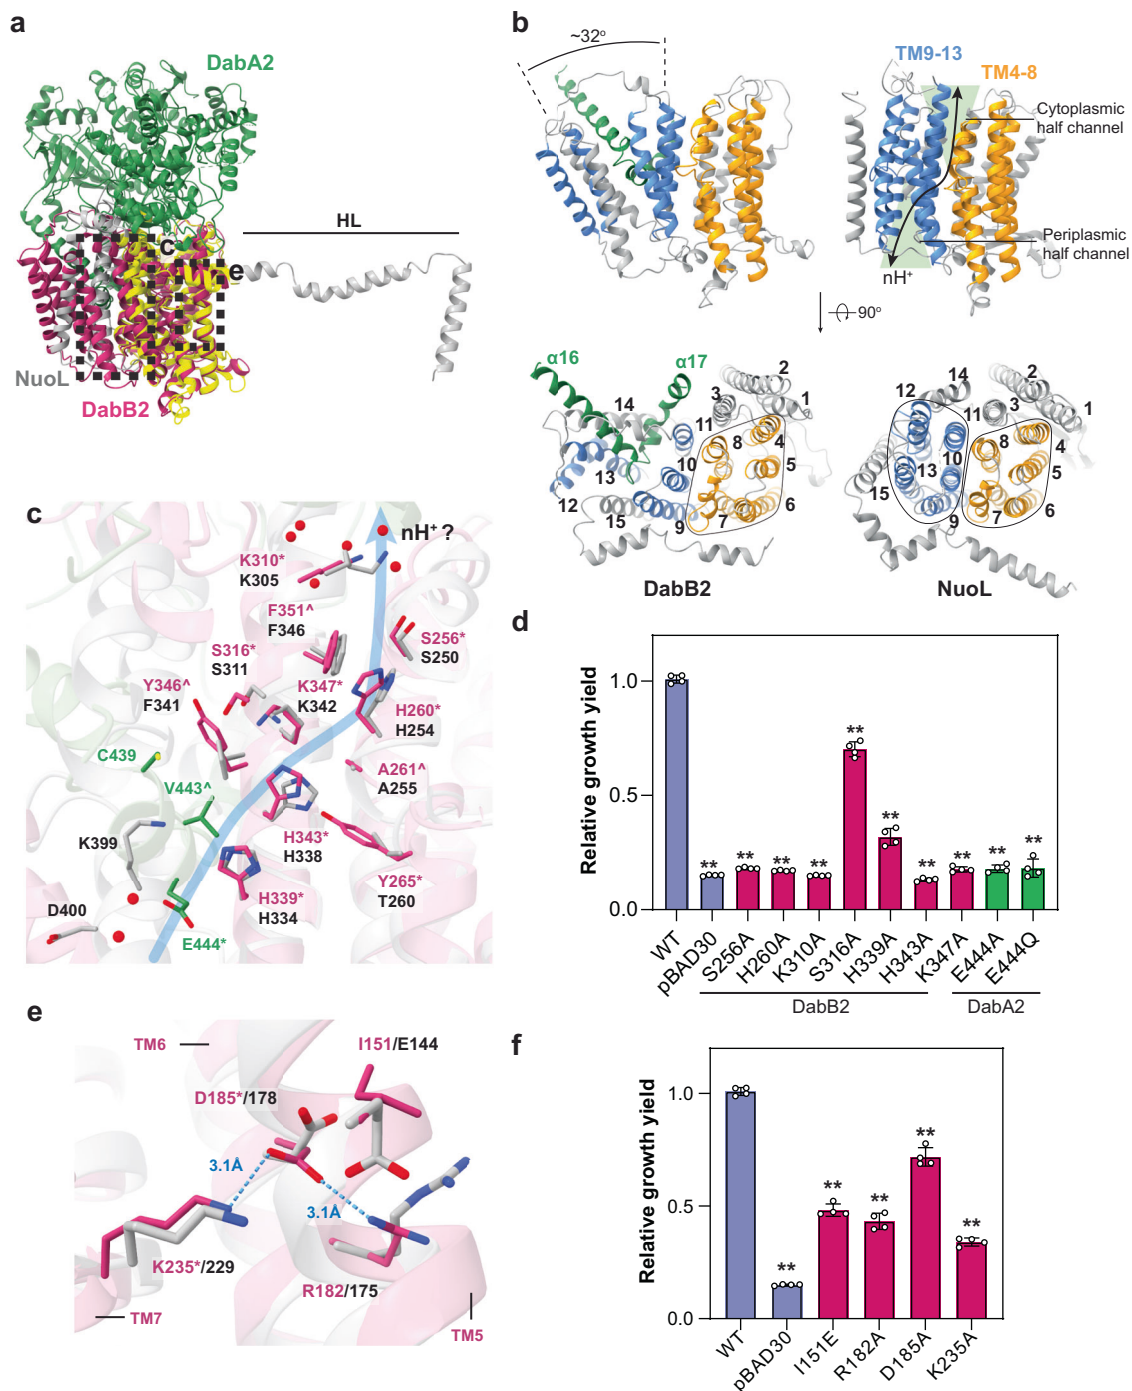 a
DabA2
HL
c
e
NuoL
DabB2
b
~32°
TM9-13
TM4-8
Cytoplasmic
half channel
Periplasmic
half channel
nH⁺
90°
α16
α17
14
2
3
1
11
8
4
10
5
13
12
15
9
7
6
DabB2
12
14
2
11
3
1
8
4
10
5
13
15
9
7
6
NuoL
c
nH⁺ ?
K310*
K305
F351^
F346
S316*
S311
S256*
S250
Y346^
F341
K347*
K342
H260*
H254
C439
V443^
A261^
A255
K399
H343*
H338
D400
H339*
H334
Y265*
T260
E444*
d
Relative growth yield
1.0
0.5
0.0
**
**
**
**
**
**
**
**
**
**
WT
pBAD30
S256A
H260A
K310A
S316A
H339A
H343A
K347A
E444A
E444Q
DabB2
DabA2
e
TM6
I151/E144
D185*/178
3.1Å
3.1Å
K235*/229
R182/175
TM7
TM5
f
Relative growth yield
1.0
0.5
0.0
**
**
**
**
**
WT
pBAD30
I151E
R182A
D185A
K235A